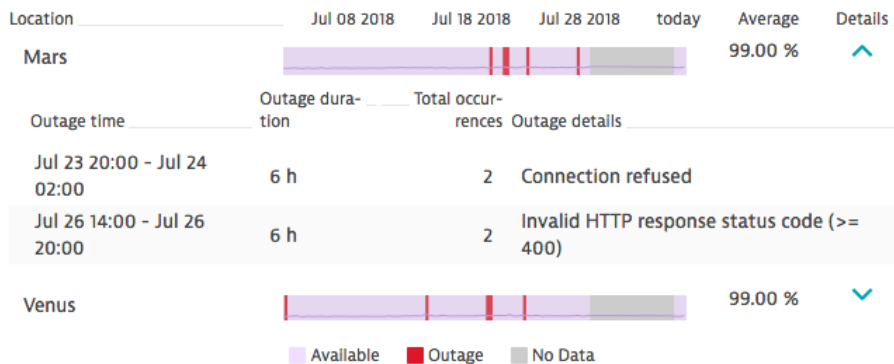 Location Jul 08 2018 Jul 18 2018 Jul 28 2018 today Average Details
Mars 99.00 %
Outage time Outage dura-
tion Total occur-
rences Outage details
Jul 23 20:00 - Jul 24
02:00 6 h 2 Connection refused
Jul 26 14:00 - Jul 26
20:00 6 h 2 Invalid HTTP response status code (>=
400)
Venus 99.00 %
Available Outage No Data